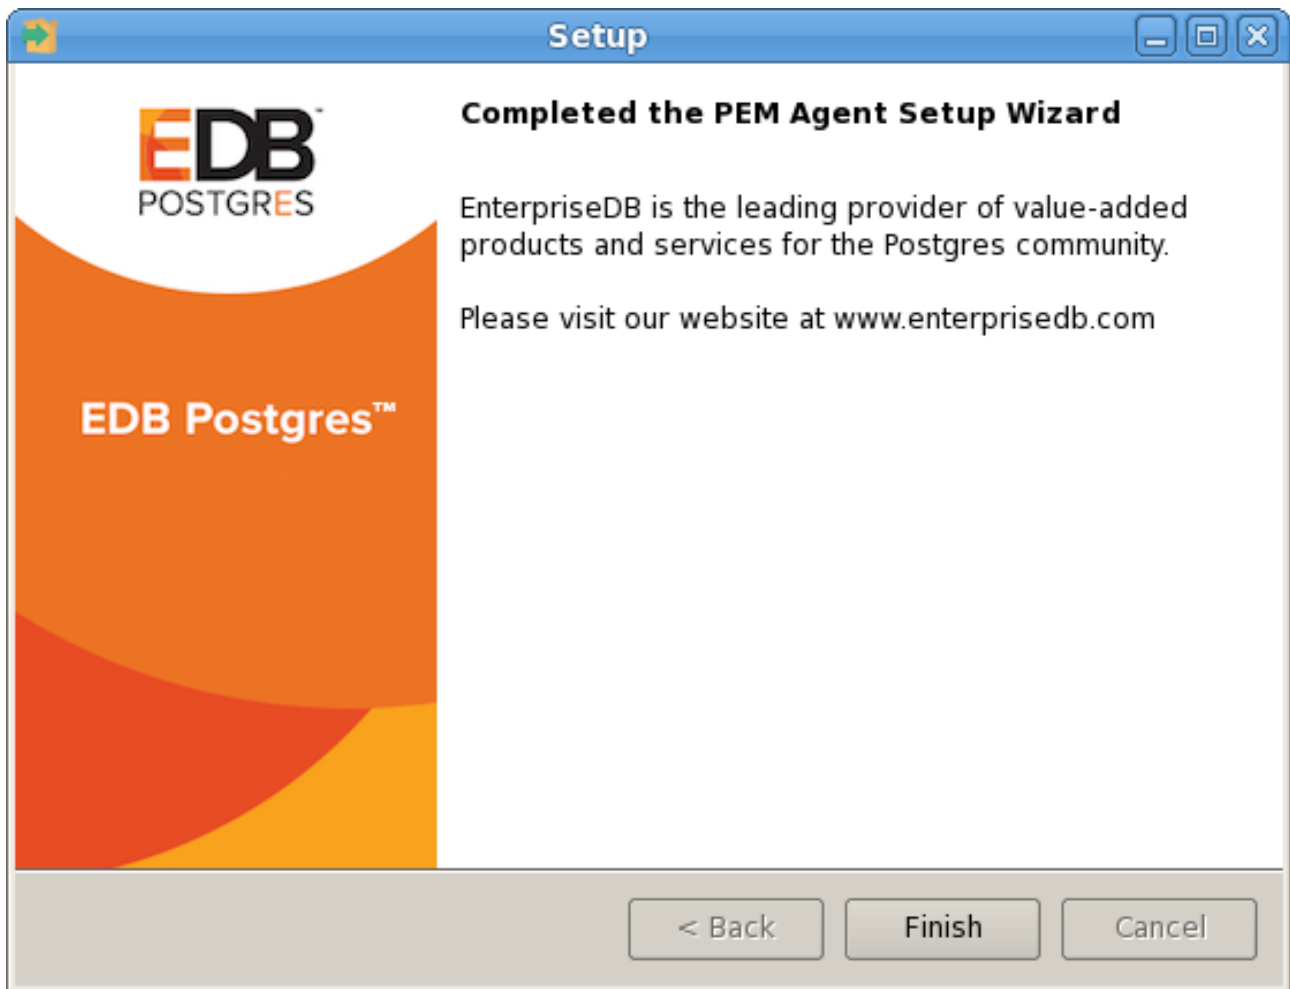 Setup
EDB™
POSTGRES
EDB Postgres™
Completed the PEM Agent Setup Wizard
EnterpriseDB is the leading provider of value-added
products and services for the Postgres community.
Please visit our website at www.enterprisedb.com
< Back
Finish
Cancel